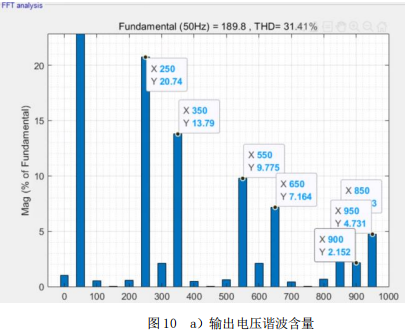 FFT analysis
Fundamental (50Hz) = 189.8 , THD= 31.41%
Mag (% of Fundamental)
20
15
10
5
0
X 250
Y 20.74
X 350
Y 13.79
X 550
Y 9.775
X 650
Y 7.164
X 850
3
X 950
Y 4.731
X 900
Y 2.152
0
100
200
300
400
500
600
700
800
900
1000
图 10 a）输出电压谐波含量